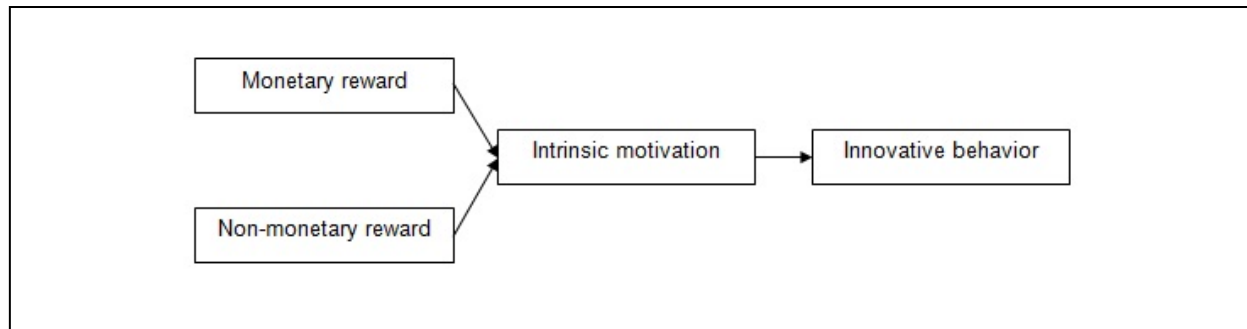 Monetary reward
Intrinsic motivation
Innovative behavior
Non-monetary reward